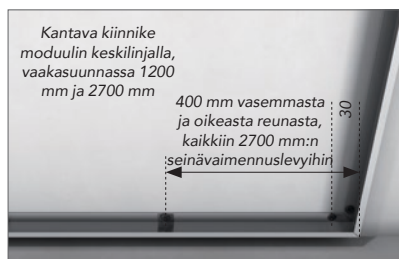 Kantava kiinnike
moduulin keskilinjalla,
vaakasuunnassa 1200
mm ja 2700 mm
400 mm vasemmasta
ja oikeasta reunasta,
kaikkiin 2700 mm:n
seinävaimennuslevyihin
30